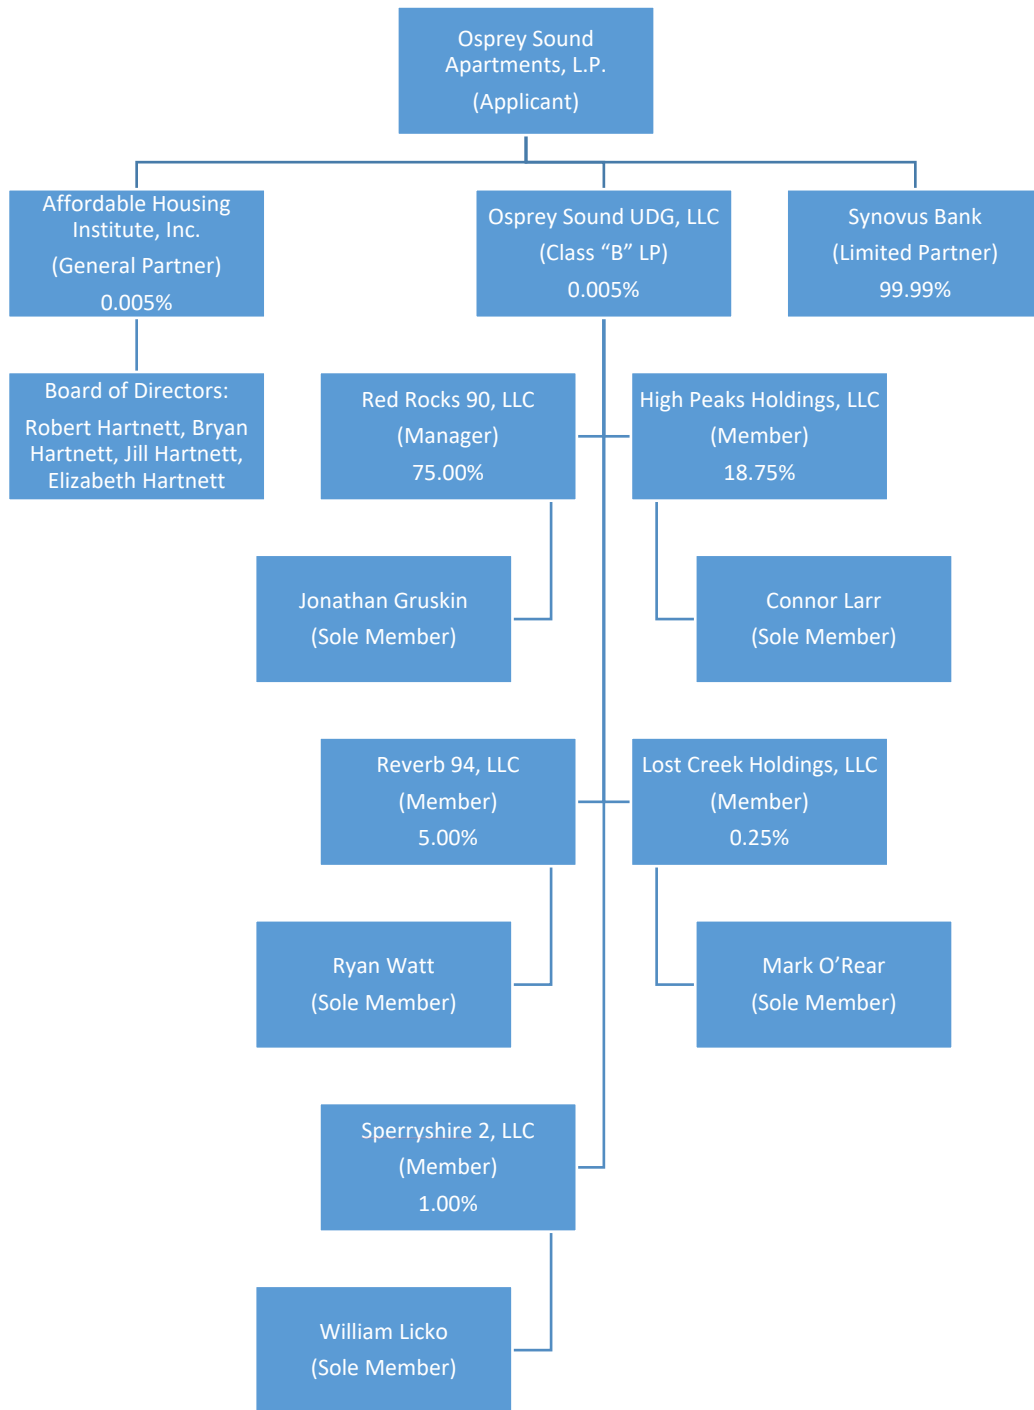 Osprey Sound
Apartments, L.P.
(Applicant)
Affordable Housing
Institute, Inc.
(General Partner)
0.005%
Osprey Sound UDG, LLC
(Class “B” LP)
0.005%
Synovus Bank
(Limited Partner)
99.99%
Board of Directors:
Robert Hartnett, Bryan
Hartnett, Jill Hartnett,
Elizabeth Hartnett
Red Rocks 90, LLC
(Manager)
75.00%
High Peaks Holdings, LLC
(Member)
18.75%
Jonathan Gruskin
(Sole Member)
Connor Larr
(Sole Member)
Reverb 94, LLC
(Member)
5.00%
Lost Creek Holdings, LLC
(Member)
0.25%
Ryan Watt
(Sole Member)
Mark O’Rear
(Sole Member)
Sperryshire 2, LLC
(Member)
1.00%
William Licko
(Sole Member)